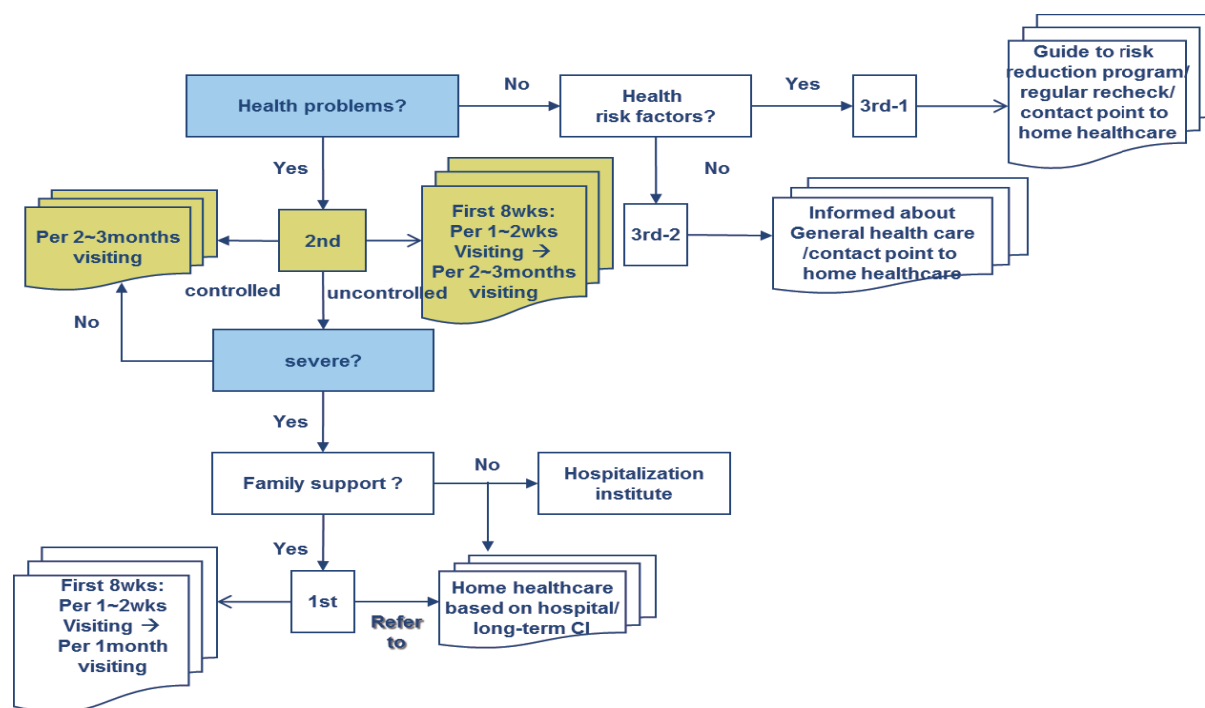 Health problems?
No
Health
risk factors?
Yes
3rd-1
Guide to risk
reduction program/
regular recheck/
contact point to
home healthcare
Yes
No
Per 2~3months
visiting
2nd
First 8wks:
Per 1~2wks
Visiting →
Per 2~3months
visiting
3rd-2
Informed about
General health care
/contact point to
home healthcare
controlled
uncontrolled
No
severe?
Yes
Family support ?
No
Hospitalization
institute
Yes
First 8wks:
Per 1~2wks
Visiting →
Per 1month
visiting
1st
Refer
to
Home healthcare
based on hospital/
long-term CI